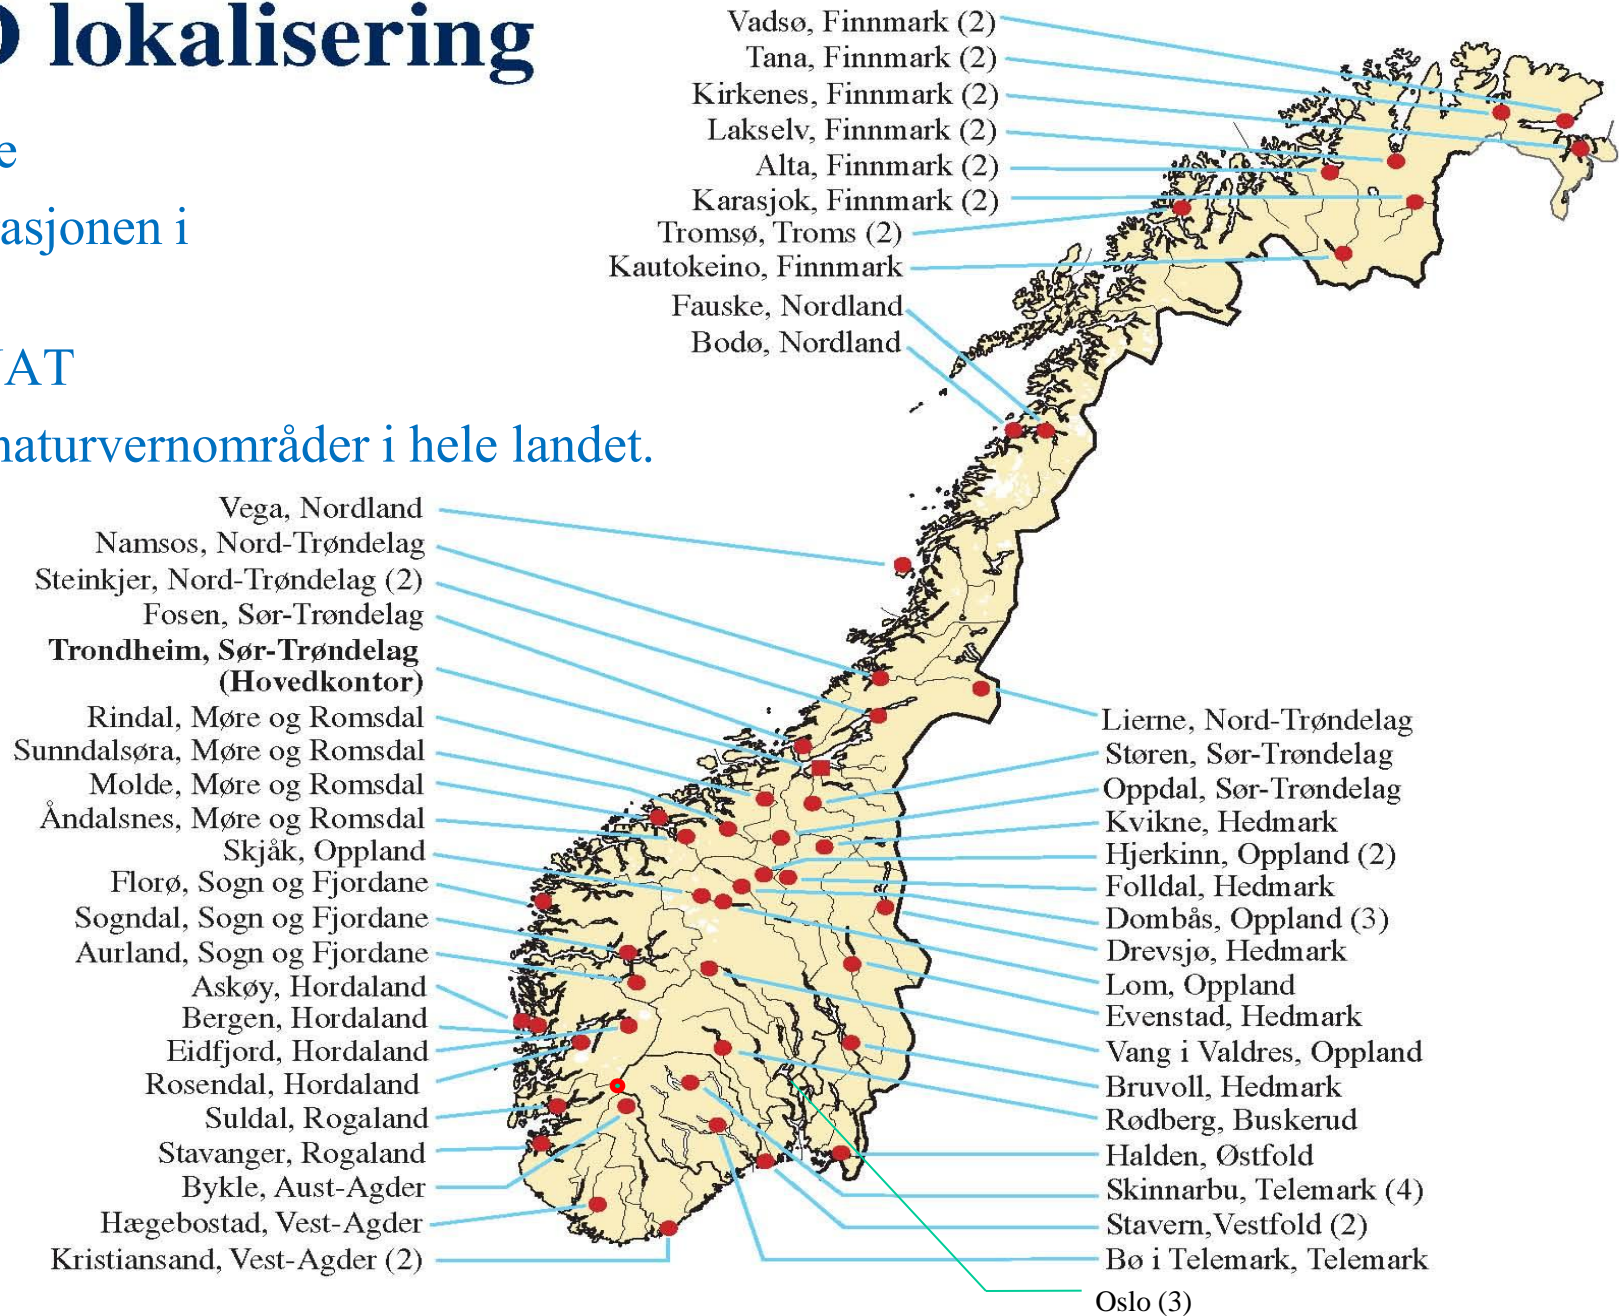 lokalisering
e
asjonen i
AT
naturvernområder i hele landet.
Vadsø, Finnmark (2)
Tana, Finnmark (2)
Kirkenes, Finnmark (2)
Lakselv, Finnmark (2)
Alta, Finnmark (2)
Karasjok, Finnmark (2)
Tromsø, Troms (2)
Kautokeino, Finnmark
Fauske, Nordland
Bodø, Nordland
Vega, Nordland
Namsos, Nord-Trøndelag
Steinkjer, Nord-Trøndelag (2)
Fosen, Sør-Trøndelag
Trondheim, Sør-Trøndelag
(Hovedkontor)
Rindal, Møre og Romsdal
Sunndalsøra, Møre og Romsdal
Molde, Møre og Romsdal
Åndalsnes, Møre og Romsdal
Skjåk, Oppland
Florø, Sogn og Fjordane
Sogndal, Sogn og Fjordane
Aurland, Sogn og Fjordane
Askøy, Hordaland
Bergen, Hordaland
Eidfjord, Hordaland
Rosendal, Hordaland
Suldal, Rogaland
Stavanger, Rogaland
Bykle, Aust-Agder
Hægebostad, Vest-Agder
Kristiansand, Vest-Agder (2)
Lierne, Nord-Trøndelag
Støren, Sør-Trøndelag
Oppdal, Sør-Trøndelag
Kvikne, Hedmark
Hjerkinn, Oppland (2)
Folldal, Hedmark
Dombås, Oppland (3)
Drevsjø, Hedmark
Lom, Oppland
Evenstad, Hedmark
Vang i Valdres, Oppland
Bruvoll, Hedmark
Rødberg, Buskerud
Halden, Østfold
Skinnarbu, Telemark (4)
Stavern,Vestfold (2)
Bø i Telemark, Telemark
Oslo (3)